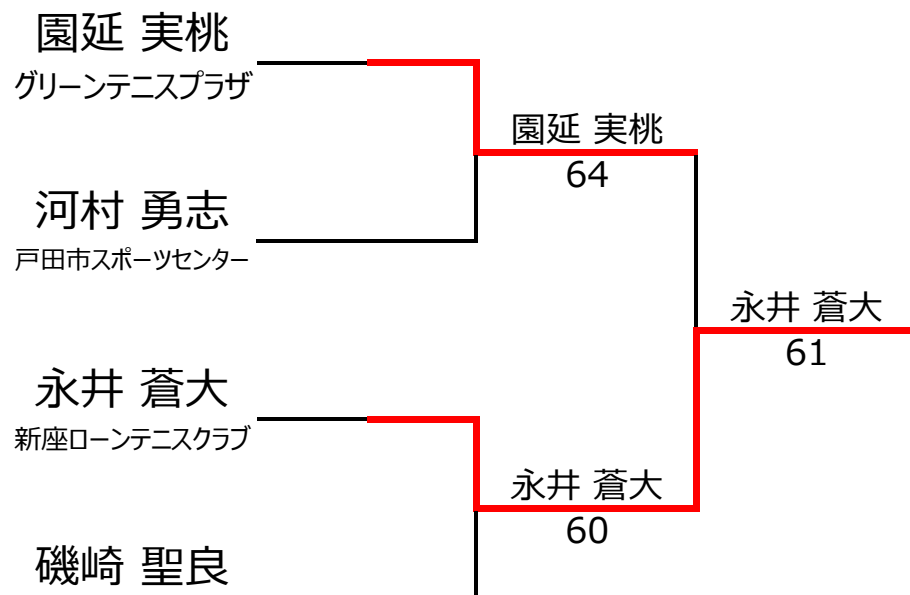 園延 実桃
グリーンテニスプラザ
園延 実桃
64
河村 勇志
戸田市スポーツセンター
永井 蒼大
61
永井 蒼大
新座ローンテニスクラブ
永井 蒼大
60
磯崎 聖良